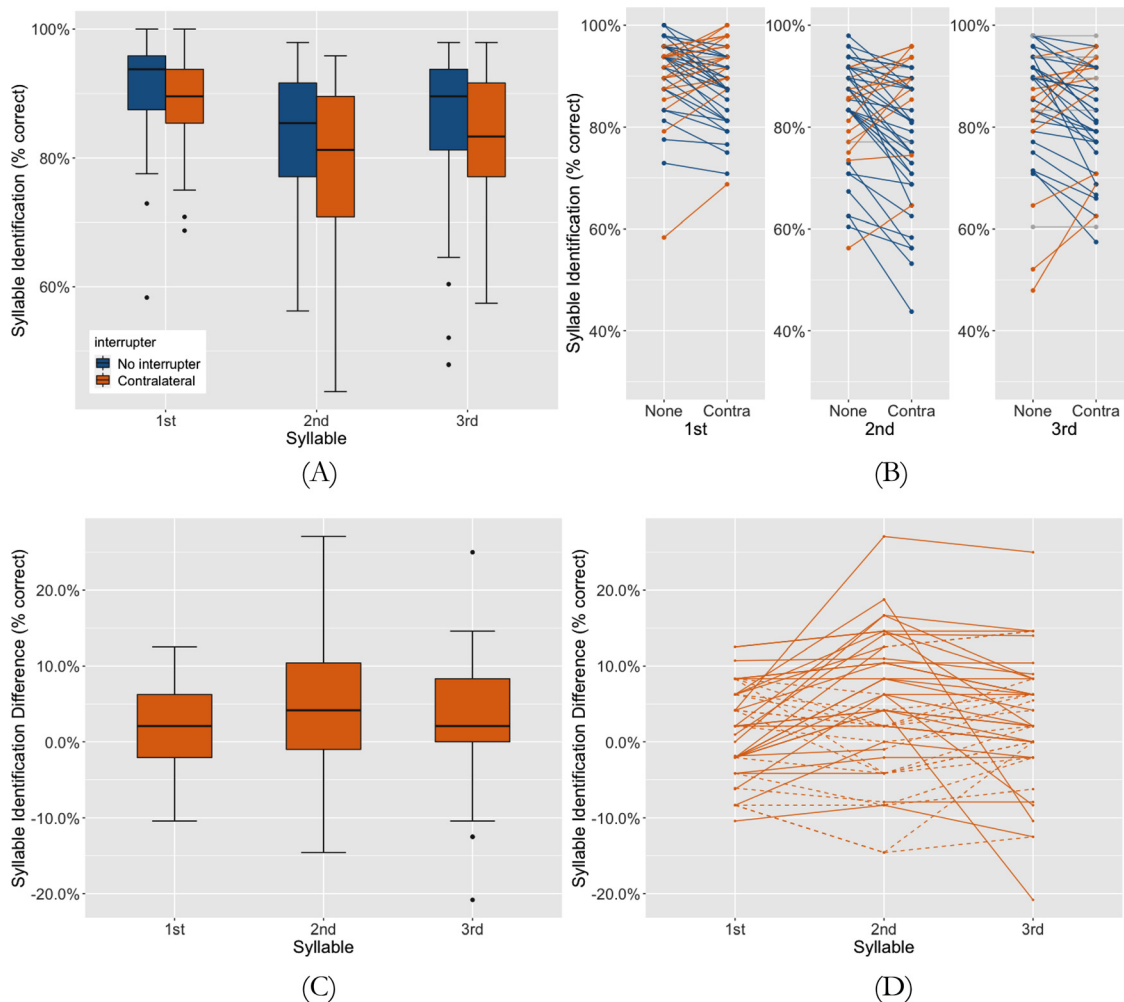 Syllable Identification (% correct)
100%
80%
60%
interrupter
No interrupter
Contralateral
1st
2nd
3rd
Syllable
(A)
Syllable Identification (% correct)
100%
80%
60%
40%
None Contra
1st
100%
80%
60%
40%
None Contra
2nd
100%
80%
60%
40%
None Contra
3rd
(B)
Syllable Identification Difference (% correct)
20.0%
10.0%
0.0%
-10.0%
-20.0%
1st
2nd
3rd
Syllable
(C)
Syllable Identification Difference (% correct)
20.0%
10.0%
0.0%
-10.0%
-20.0%
1st
2nd
3rd
Syllable
(D)